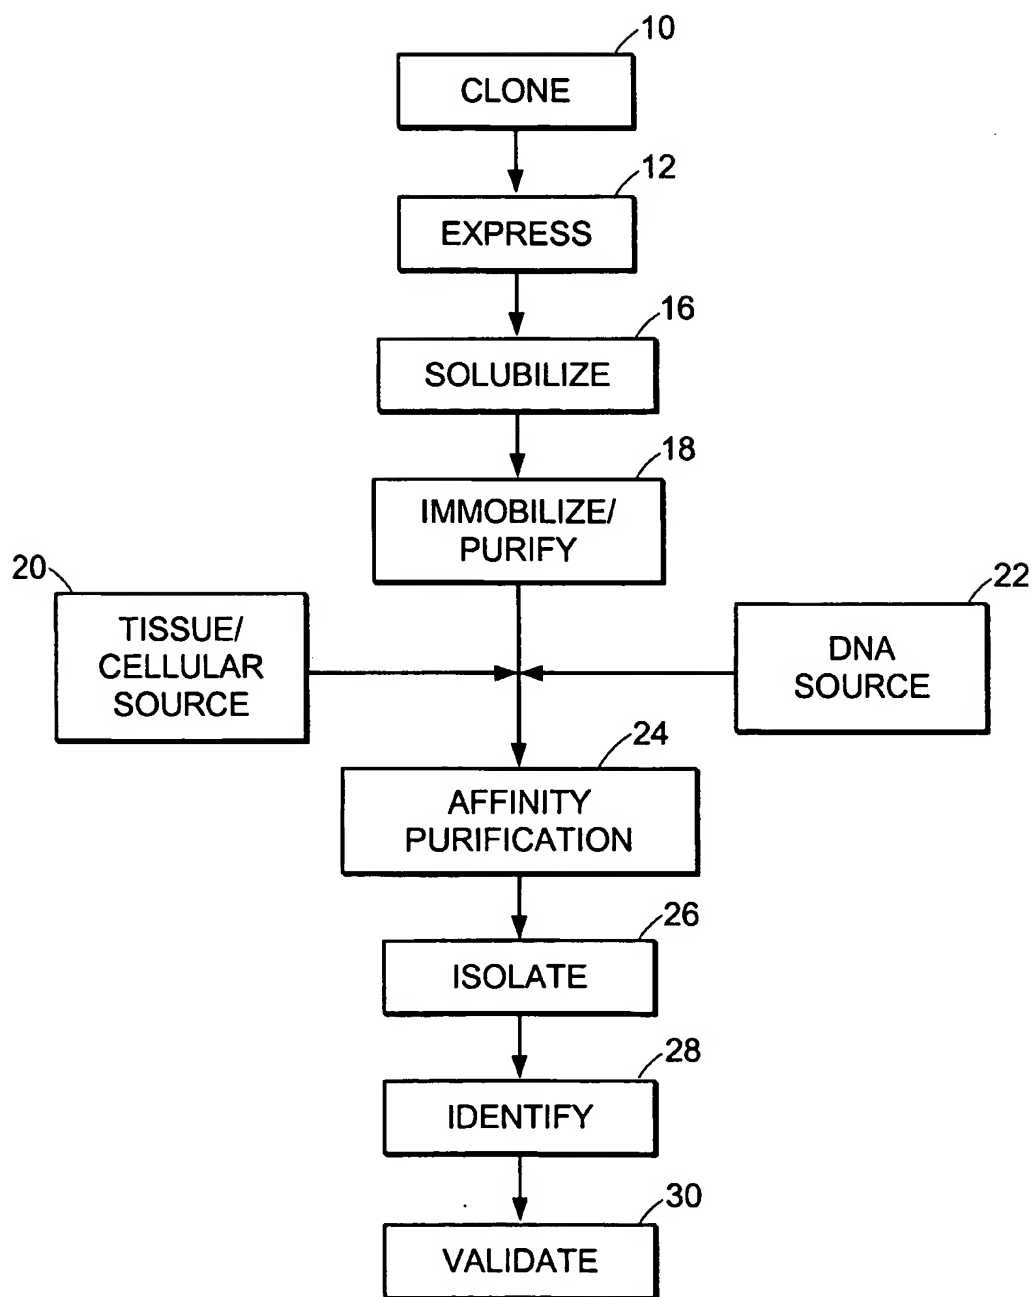 10
CLONE
12
EXPRESS
16
SOLUBILIZE
18
IMMOBILIZE/
PURIFY
20
TISSUE/
CELLULAR
SOURCE
22
DNA
SOURCE
24
AFFINITY
PURIFICATION
26
ISOLATE
28
IDENTIFY
30
VALIDATE